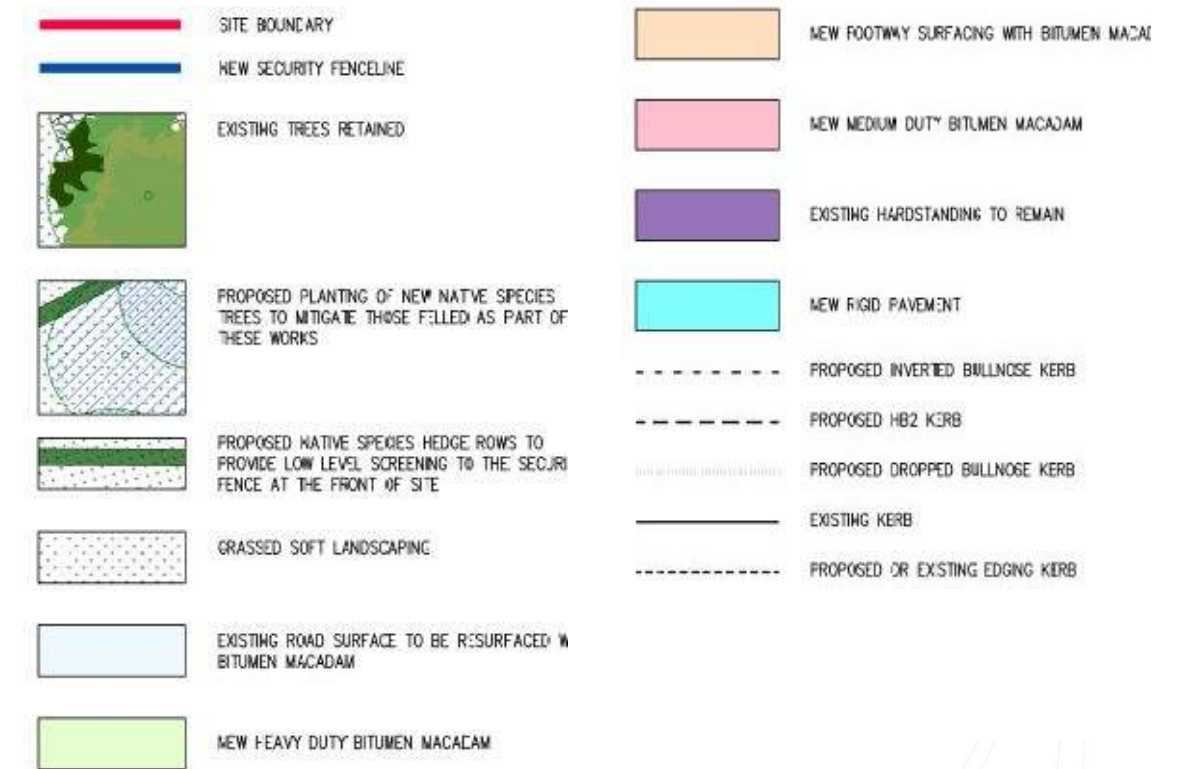 SITE BOUNDARY
NEW SECURITY FENCELINE
EXISTING TREES RETAINED
PROPOSED PLANTING OF NEW NATIVE SPECIES
TREES TO MITIGATE THOSE FELLED AS PART OF
THESE WORKS
PROPOSED NATIVE SPECIES HEDGE ROWS TO
PROVIDE LOW LEVEL SCREENING TO THE SECURI
FENCE AT THE FRONT OF SITE
GRASSED SOFT LANDSCAPING
EXISTING ROAD SURFACE TO BE RESURFACED W
BITUMEN MACADAM
NEW HEAVY DUTY BITUMEN MACADAM
NEW FOOTWAY SURFACING WITH BITUMEN MACAD
NEW MEDIUM DUTY BITUMEN MACADAM
EXISTING HARDSTANDING TO REMAIN
NEW RIGID PAVEMENT
PROPOSED INVERTED BULLNOSE KERB
PROPOSED HB2 KERB
PROPOSED DROPPED BULLNOSE KERB
EXISTING KERB
PROPOSED OR EXISTING EDGING KERB